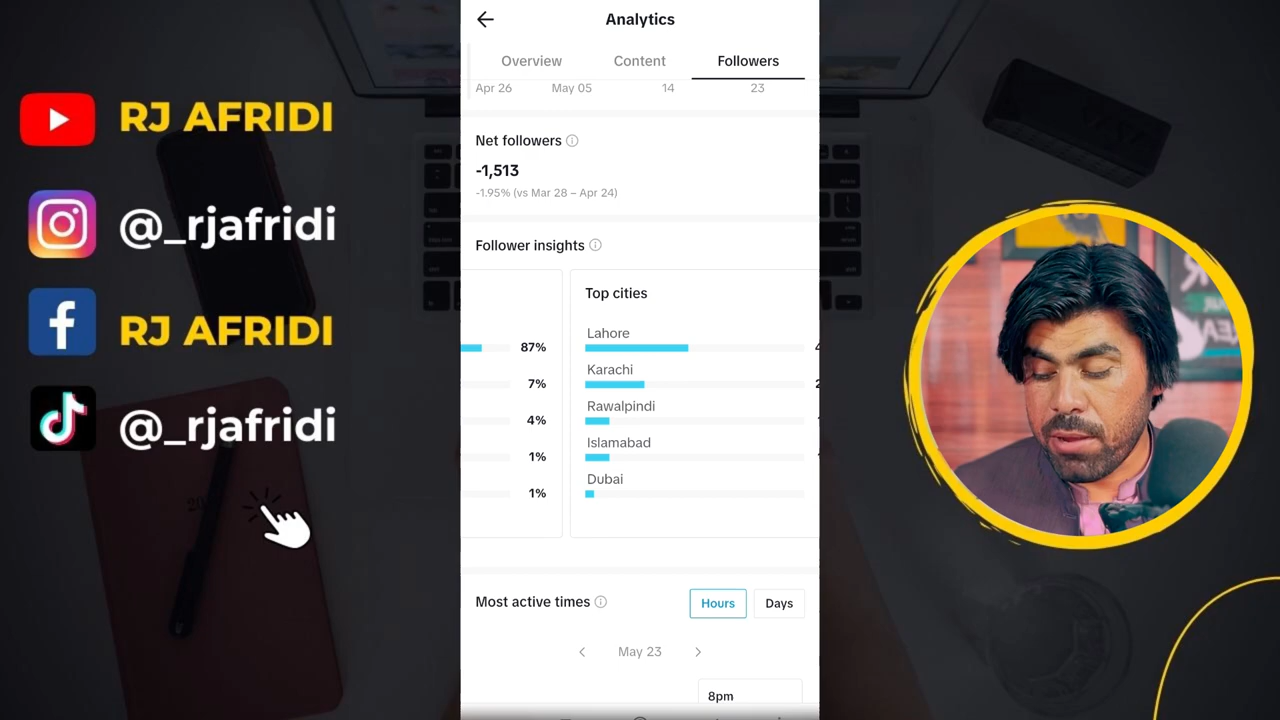 RJ AFRIDI
@_rjafridi
RJ AFRIDI
@_rjafridi
Analytics
Overview
Content
Followers
Apr 26
May 05
14
23
Net followers
-1,513
-1.95% (vs Mar 28 – Apr 24)
Follower insights
87%
7%
4%
1%
1%
Top cities
Lahore
Karachi
Rawalpindi
Islamabad
Dubai
Most active times
Hours
Days
May 23
8pm